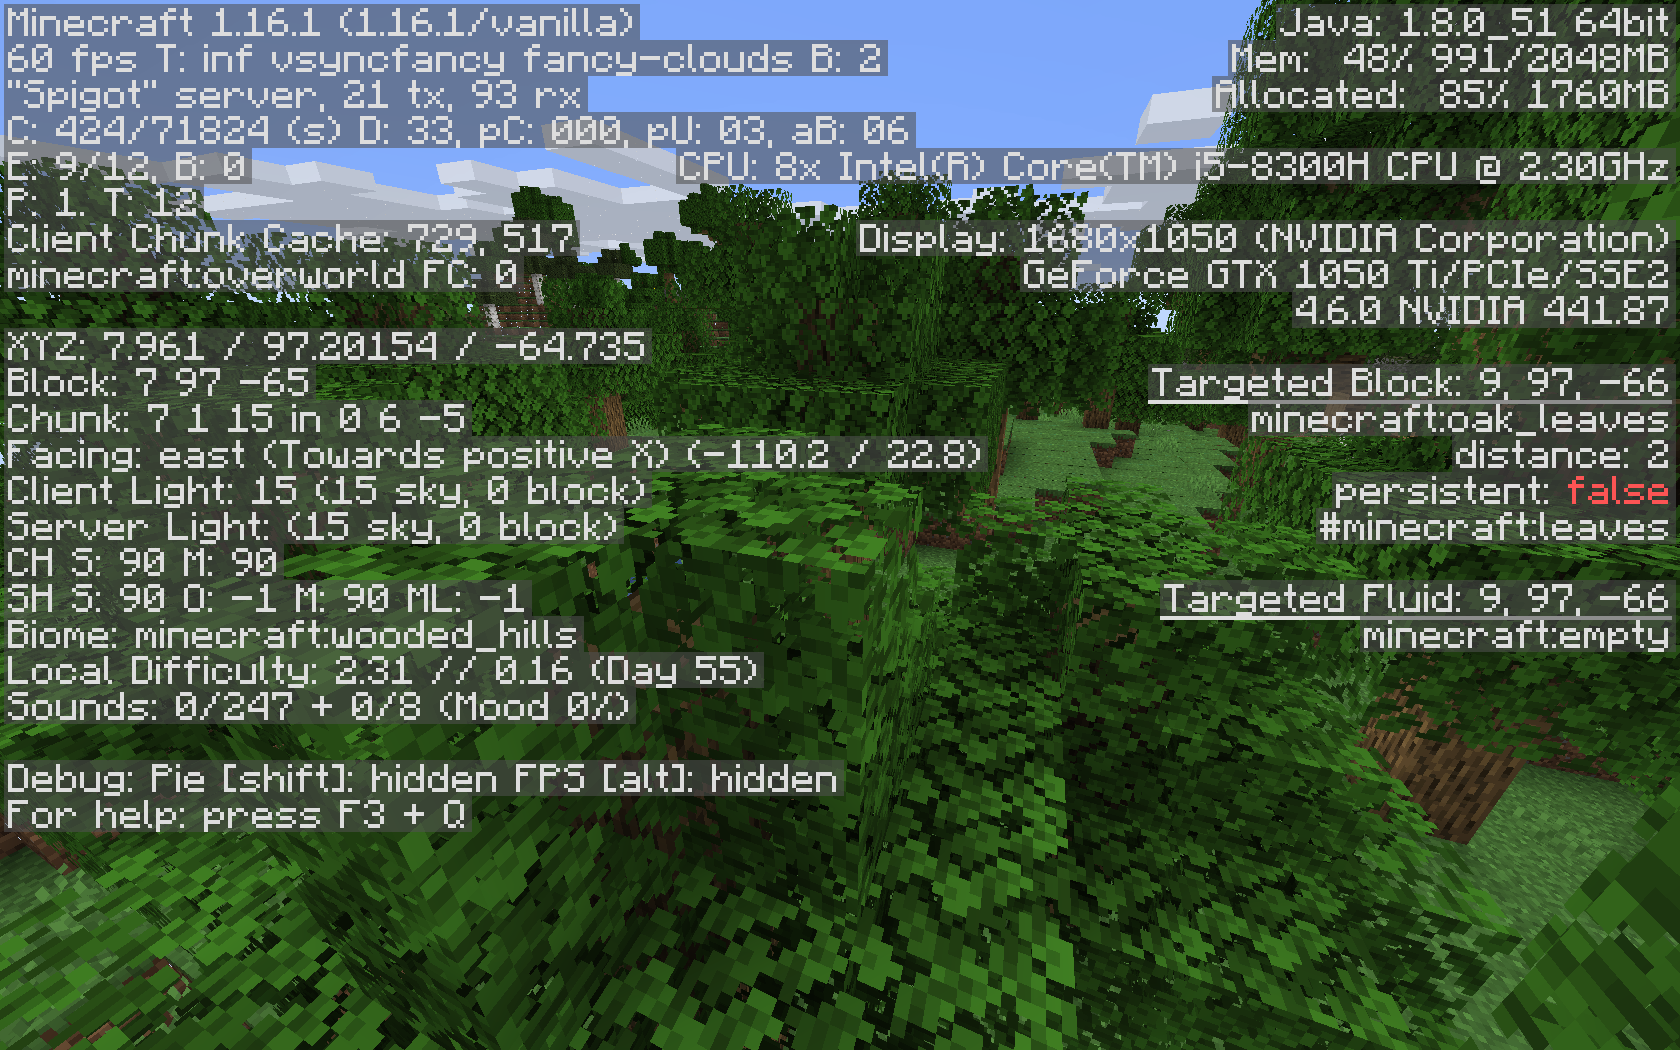 Minecraft 1.16.1 (1.16.1/vanilla)
60 fps T: inf vsyncfancy fancy-clouds B: 2
"Spigot" server, 21 tx, 93 rx
C: 424/71824 (s) D: 33, pC: 000, pU: 03, aB: 06
E: 9/12, B: 0
P: 1. T: 12
Client Chunk Cache: 729, 517
minecraft:overworld FC: 0
XYZ: 7.961 / 97.20154 / -64.735
Block: 7 97 -65
Chunk: 7 1 15 in 0 6 -5
Facing: east (Towards positive X) (-110.2 / 22.8)
Client Light: 15 (15 sky, 0 block)
Server Light: (15 sky, 0 block)
CH S: 90 M: 90
SH S: 90 O: -1 M: 90 ML: -1
Biome: minecraft:wooded_hills
Local Difficulty: 2.31 // 0.16 (Day 55)
Sounds: 0/247 + 0/8 (Mood 0%)
Debug: Pie [shift]: hidden FPS [alt]: hidden
For help: press F3 + Q
Java: 1.8.0_51 64bit
Mem: 48% 991/2048MB
Allocated: 85% 1760MB
CPU: 8x Intel(R) Core(TM) i5-8300H CPU @ 2.30GHz
Display: 1680x1050 (NVIDIA Corporation)
GeForce GTX 1050 Ti/PCIe/SSE2
4.6.0 NVIDIA 441.87
Targeted Block: 9, 97, -66
minecraft:oak_leaves
distance: 2
persistent: false
#minecraft:leaves
Targeted Fluid: 9, 97, -66
minecraft:empty